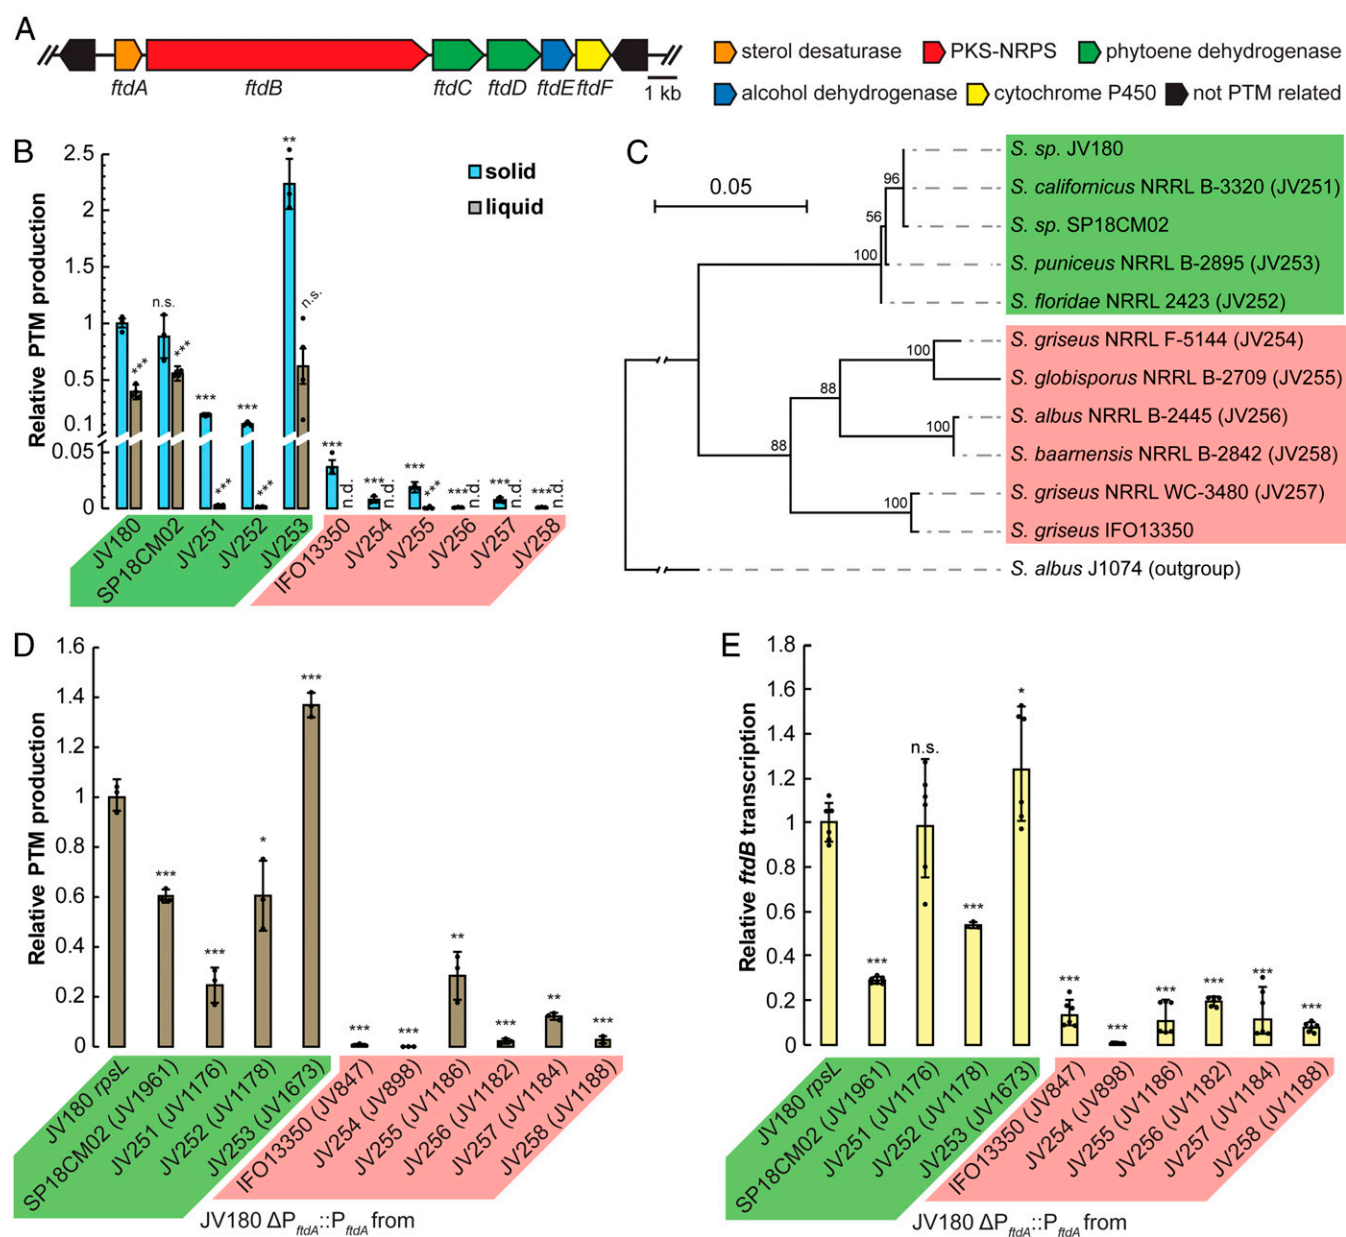 A
ftdA
ftdB
ftdC
ftdD
ftdE
ftdF
1 kb
sterol desaturase
PKS-NRPS
phytoene dehydrogenase
alcohol dehydrogenase
cytochrome P450
not PTM related
B
Relative PTM production
2.5
2
1.5
1
0.5
0.1
0.05
0
solid
liquid
***
n.s.
***
***
***
***
***
**
n.s.
***
n.d.
***
n.d.
***
***
***
n.d.
***
n.d.
***
n.d.
JV180
SP18CM02
JV251
JV252
JV253
IFO13350
JV254
JV255
JV256
JV257
JV258
C
0.05
96
56
100
100
88
100
88
100
S. sp. JV180
S. californicus NRRL B-3320 (JV251)
S. sp. SP18CM02
S. puniceus NRRL B-2895 (JV253)
S. floridae NRRL 2423 (JV252)
S. griseus NRRL F-5144 (JV254)
S. globisporus NRRL B-2709 (JV255)
S. albus NRRL B-2445 (JV256)
S. baarnensis NRRL B-2842 (JV258)
S. griseus NRRL WC-3480 (JV257)
S. griseus IFO13350
S. albus J1074 (outgroup)
D
Relative PTM production
1.6
1.4
1.2
1
0.8
0.6
0.4
0.2
0
***
***
*
***
***
***
**
***
**
***
JV180 rpsL
SP18CM02 (JV1961)
JV251 (JV1176)
JV252 (JV1178)
JV253 (JV1673)
IFO13350 (JV847)
JV254 (JV898)
JV255 (JV1186)
JV256 (JV1182)
JV257 (JV1184)
JV258 (JV1188)
JV180 ΔPftdA::PftdA from
E
Relative ftdB transcription
1.8
1.6
1.4
1.2
1
0.8
0.6
0.4
0.2
0
***
n.s.
***
*
***
***
***
***
***
***
JV180 rpsL
SP18CM02 (JV1961)
JV251 (JV1176)
JV252 (JV1178)
JV253 (JV1673)
IFO13350 (JV847)
JV254 (JV898)
JV255 (JV1186)
JV256 (JV1182)
JV257 (JV1184)
JV258 (JV1188)
JV180 ΔPftdA::PftdA from